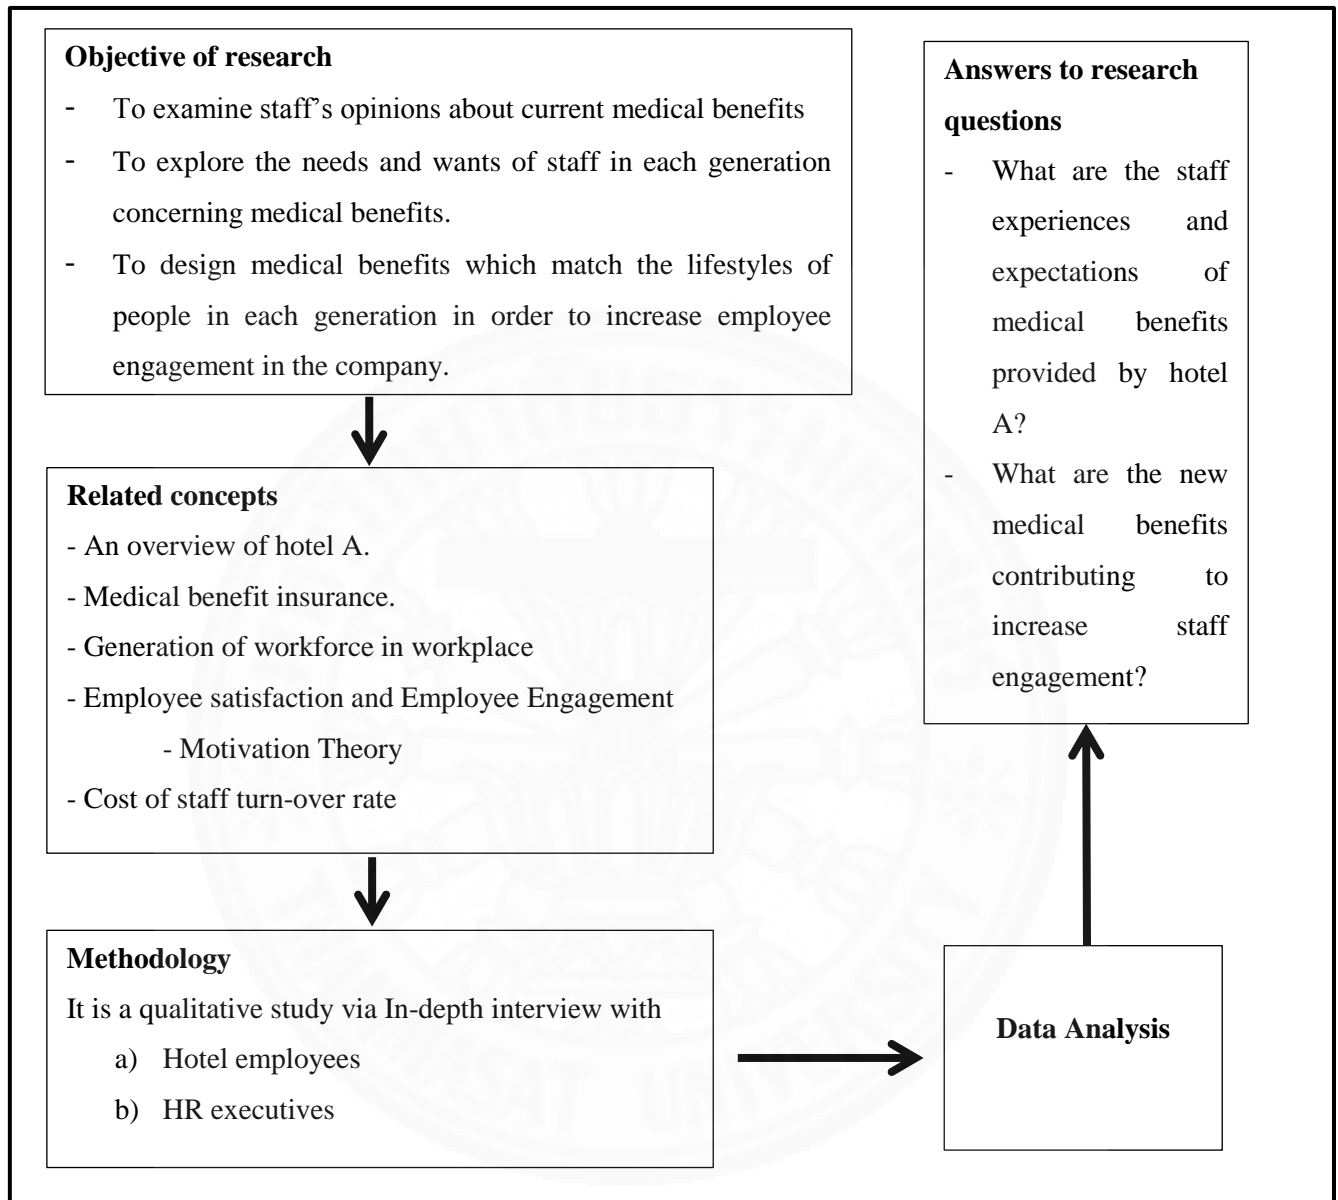 Objective of research
- To examine staff's opinions about current medical benefits
- To explore the needs and wants of staff in each generation
concerning medical benefits.
- To design medical benefits which match the lifestyles of
people in each generation in order to increase employee
engagement in the company.
Related concepts
- An overview of hotel A.
- Medical benefit insurance.
- Generation of workforce in workplace
- Employee satisfaction and Employee Engagement
- Motivation Theory
- Cost of staff turn-over rate
Methodology
It is a qualitative study via In-depth interview with
a) Hotel employees
b) HR executives
Data Analysis
Answers to research
questions
- What are the staff
experiences and
expectations of
medical benefits
provided by hotel
A?
- What are the new
medical benefits
contributing to
increase staff
engagement?
THAMMASAT UNIVERSITY